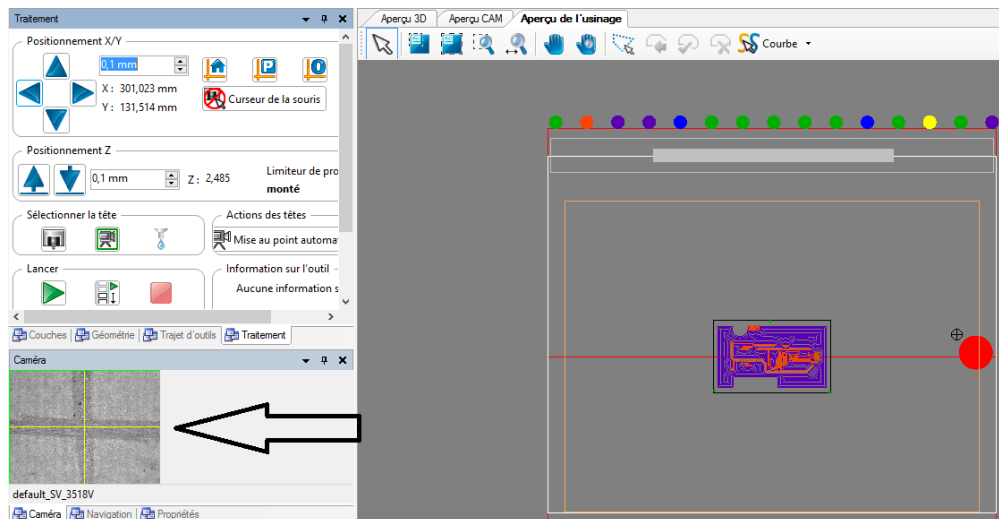 Traitement
Positionnement X/Y
0,1 mm
X : 301,023 mm
Y : 131,514 mm
Curseur de la souris
Positionnement Z
0,1 mm
Z : 2,485
Limiteur de pro
monté
Sélectionner la tête
Actions des têtes
Mise au point automa
Lancer
Information sur l'outil
Aucune information s
Couches
Géométrie
Trajet d'outils
Traitement
Caméra
default_SV_3518V
Caméra
Navigation
Propriétés
Aperçu 3D
Aperçu CAM
Aperçu de l'usinage
Courbe